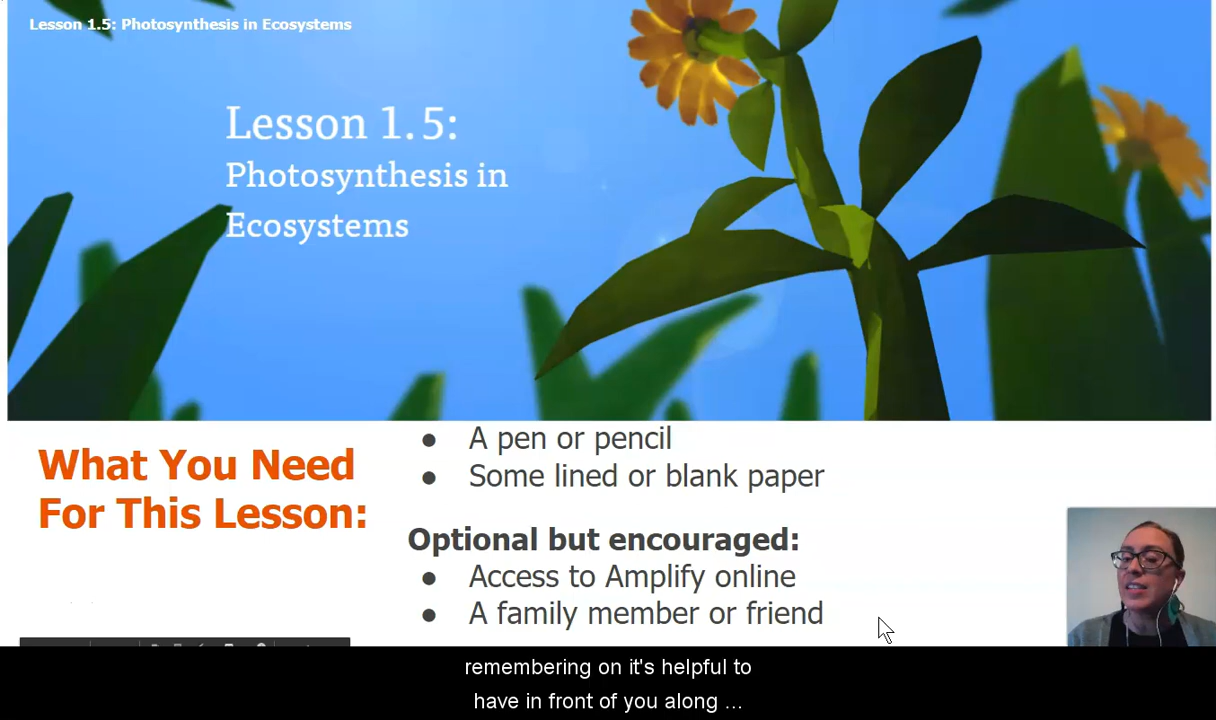 Lesson 1.5: Photosynthesis in Ecosystems
Lesson 1.5:
Photosynthesis in
Ecosystems
What You Need
For This Lesson:
● A pen or pencil
● Some lined or blank paper
Optional but encouraged:
● Access to Amplify online
● A family member or friend
remembering on it's helpful to
have in front of you along ...